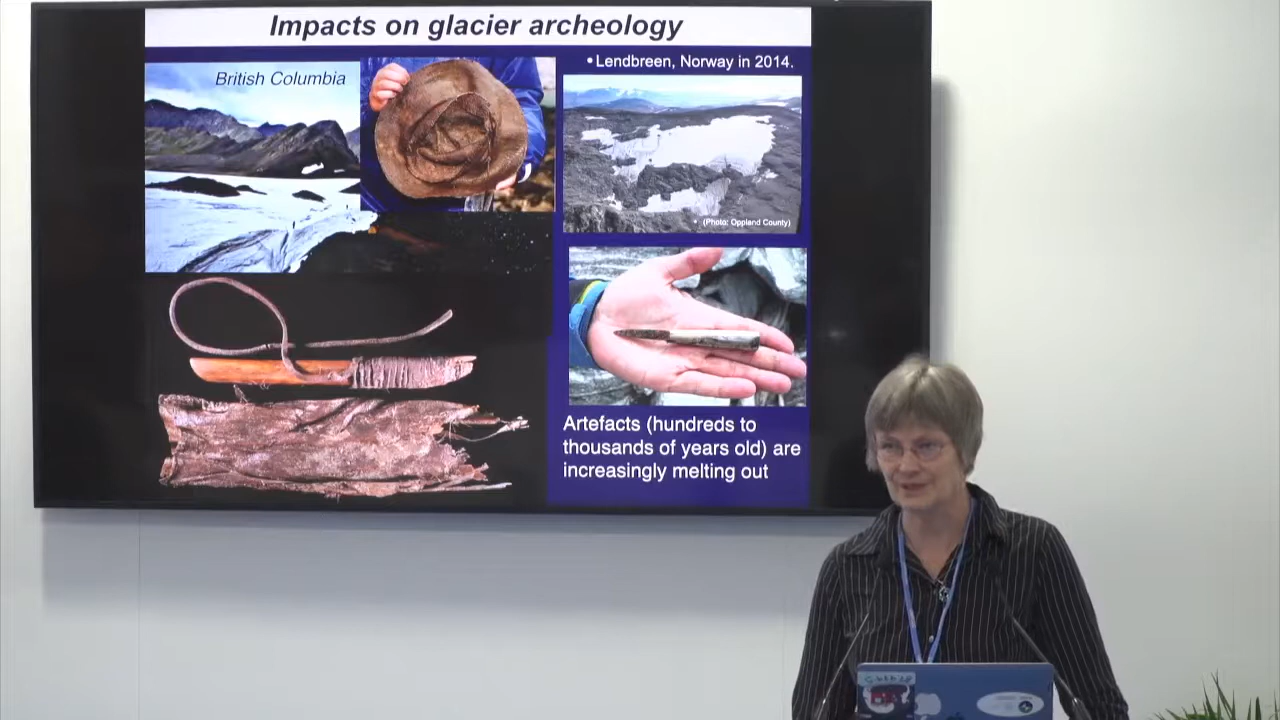 Impacts on glacier archeology
British Columbia
• Lendbreen, Norway in 2014.
• (Photo: Oppland County)
Artefacts (hundreds to
thousands of years old) are
increasingly melting out